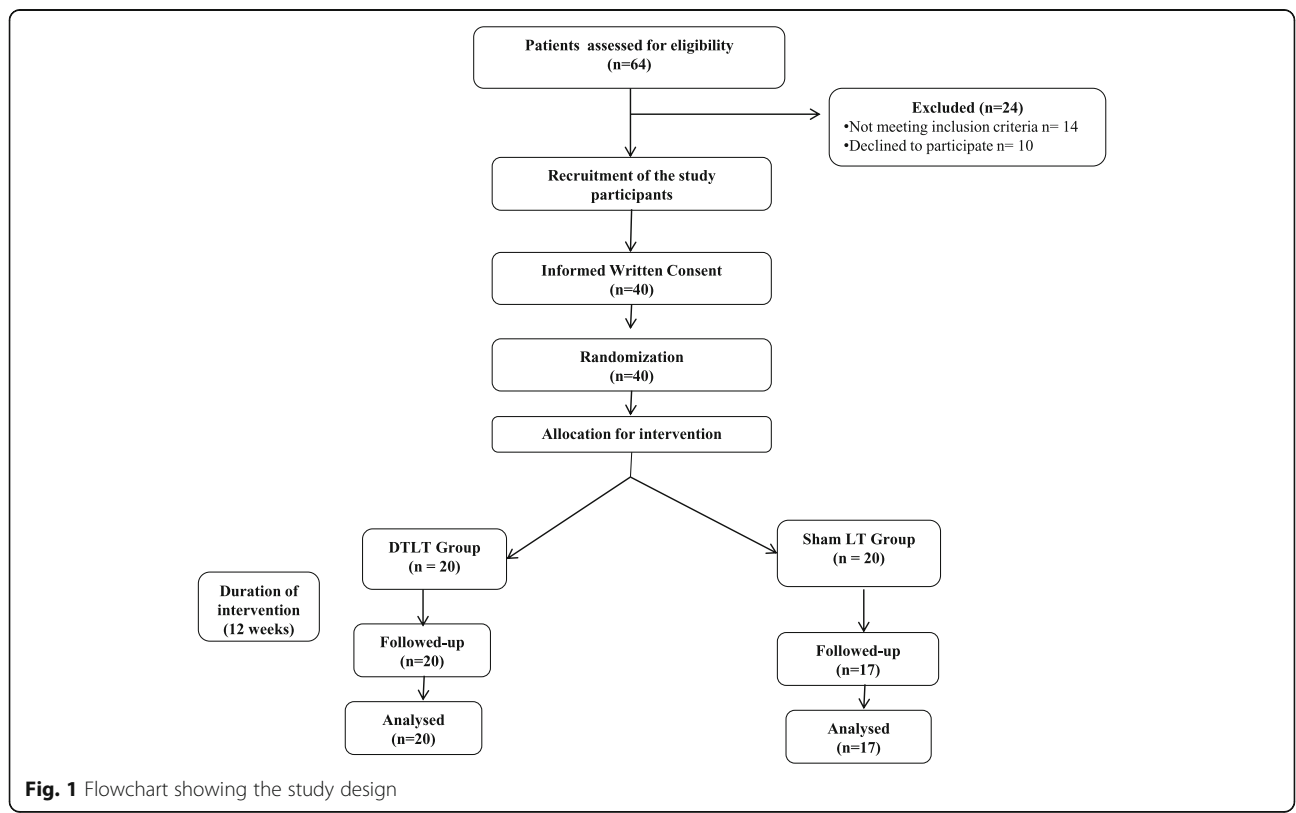 Patients assessed for eligibility
(n=64)
Excluded (n=24)
•Not meeting inclusion criteria n= 14
•Declined to participate n= 10
Recruitment of the study
participants
Informed Written Consent
(n=40)
Randomization
(n=40)
Allocation for intervention
DTLT Group
(n = 20)
Sham LT Group
(n = 20)
Duration of
intervention
(12 weeks)
Followed-up
(n=20)
Followed-up
(n=17)
Analysed
(n=20)
Analysed
(n=17)
Fig. 1 Flowchart showing the study design